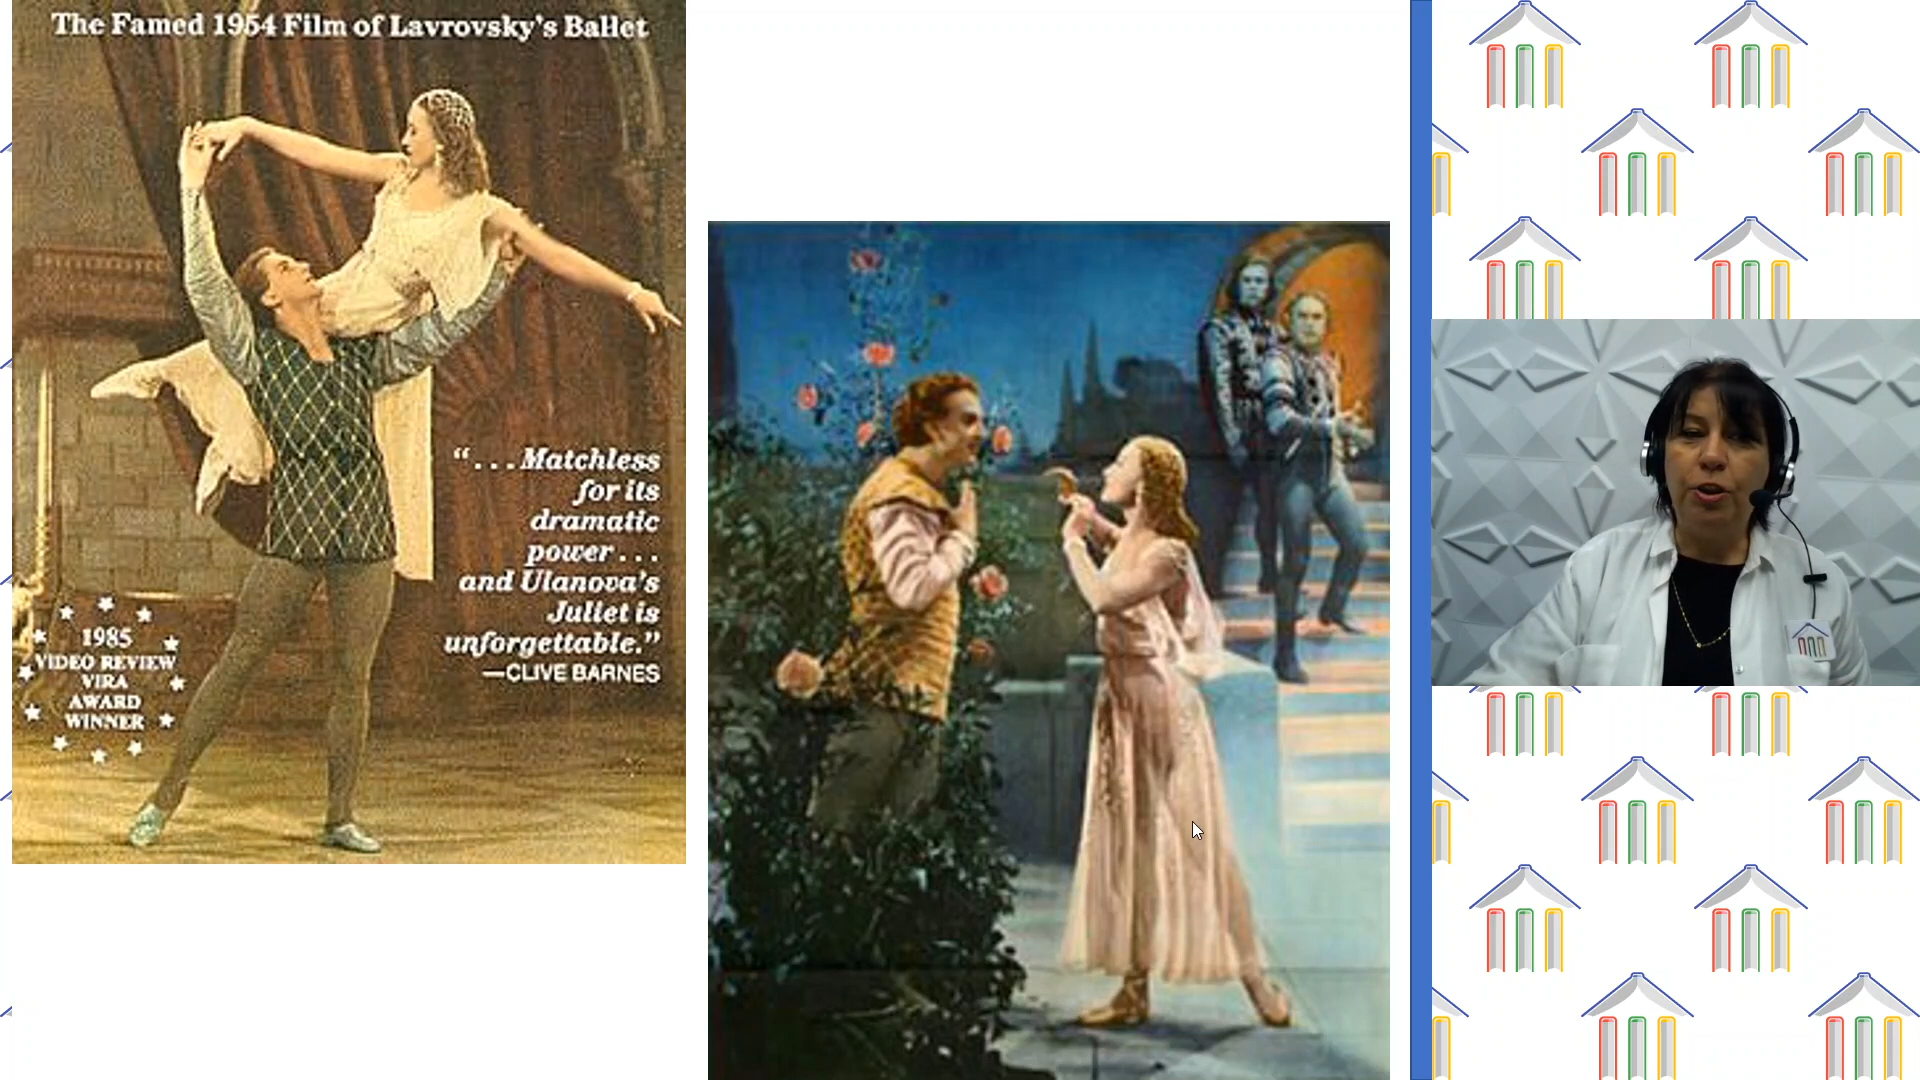 The Famed 1954 Film of Lavrovsky's Ballet
"...Matchless
for its
dramatic
power...
and Ulanova's
Juliet is
unforgettable."
—CLIVE BARNES
1985
VIDEO REVIEW
VIRA
AWARD
WINNER